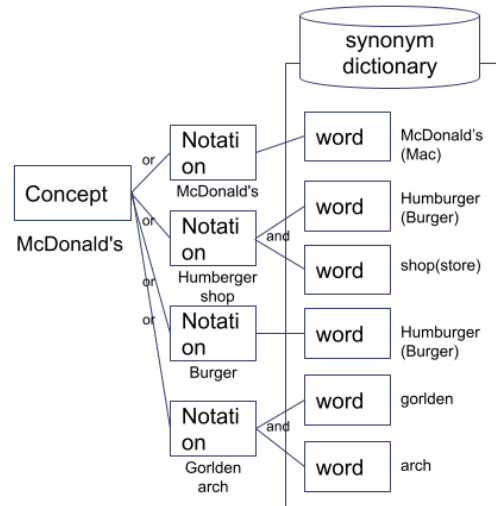 synonym
dictionary
Notati
on
McDonald's
word
McDonald's
(Mac)
or
Concept
McDonald's
or
Notati
on
Humberger
shop
and
word
Humburger
(Burger)
word
shop(store)
or
or
Notati
on
Burger
word
Humburger
(Burger)
Notati
on
Gorlden
arch
and
word
gorlden
word
arch